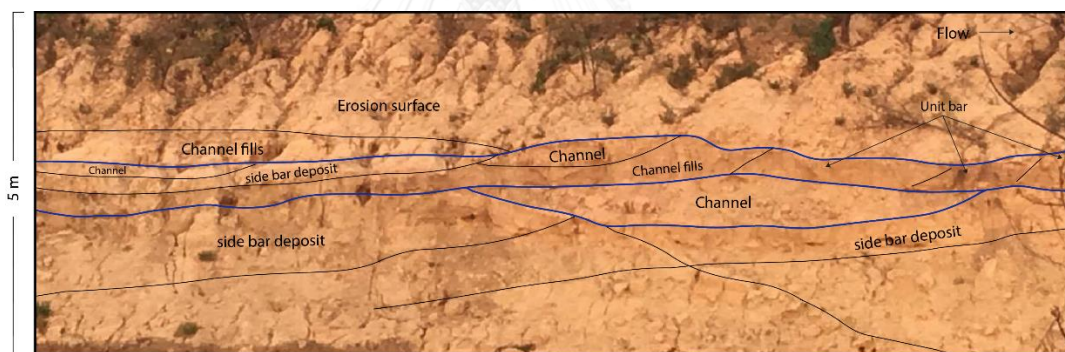 Flow
Unit bar
Erosion surface
Channel fills
Channel
Channel
side bar deposit
Channel fills
Channel
side bar deposit
side bar deposit
5 m